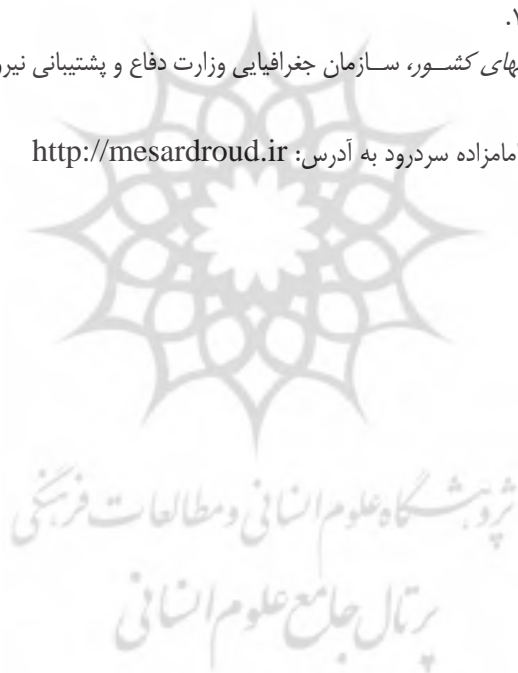 ۱.
های کشور، سازمان جغرافیایی وزارت دفاع و پشتیبانی
امامزاده سردرود به آدرس: http://mesardroud.ir
پژوهشگاه علوم انسانی و مطالعات فرهنگی
پرتال جامع علوم انسانی